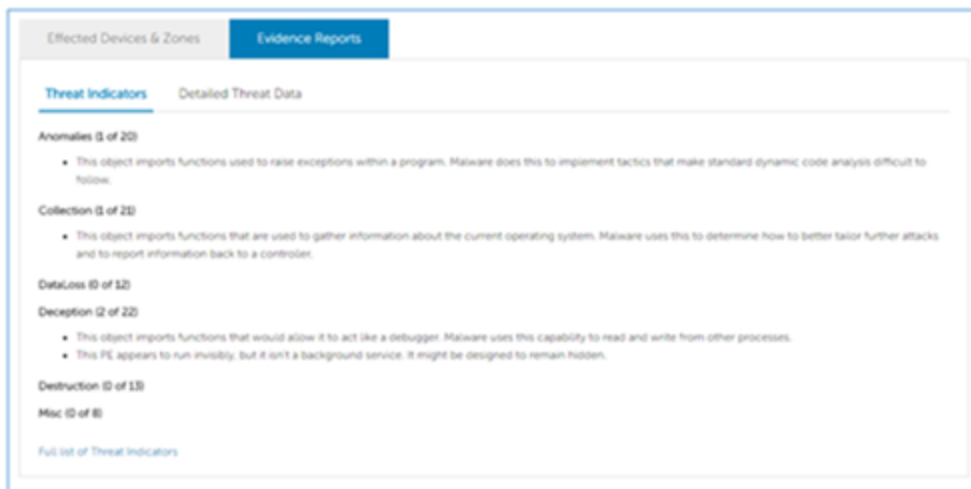 Effected Devices & Zones
Evidence Reports
Threat Indicators
Detailed Threat Data
Anomalies (1 of 20)
• This object imports functions used to raise exceptions within a program. Malware does this to implement tactics that make standard dynamic code analysis difficult to
follow.
Collection (1 of 21)
• This object imports functions that are used to gather information about the current operating system. Malware uses this to determine how to better tailor further attacks
and to report information back to a controller.
DataLoss (0 of 12)
Deception (2 of 22)
• This object imports functions that would allow it to act like a debugger. Malware uses this capability to read and write from other processes.
• This PE appears to run invisibly, but it isn't a background service. It might be designed to remain hidden.
Destruction (0 of 13)
Misc (0 of 8)
Full list of Threat Indicators